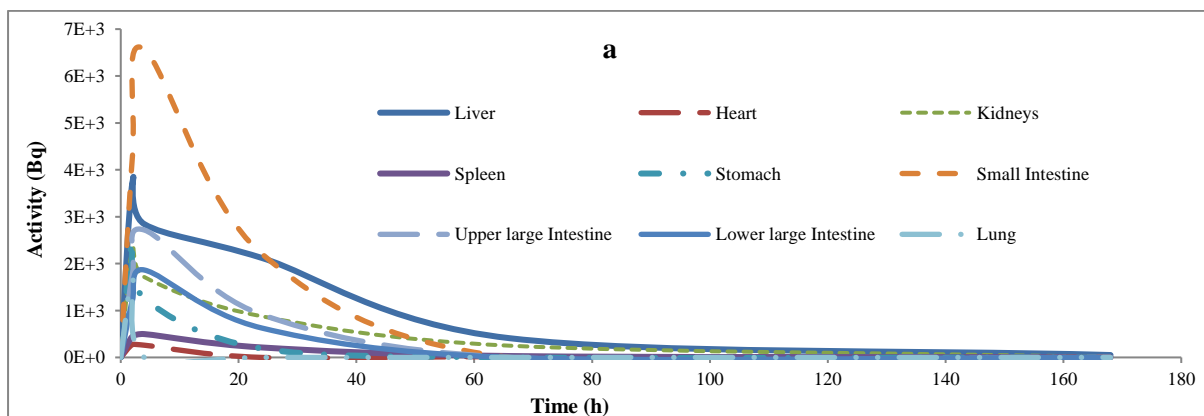 a
7E+3
6E+3
5E+3
4E+3
3E+3
2E+3
1E+3
0E+0
Activity (Bq)
Liver Heart Kidneys
Spleen Stomach Small Intestine
Upper large Intestine Lower large Intestine Lung
0 20 40 60 80 100 120 140 160 180
Time (h)